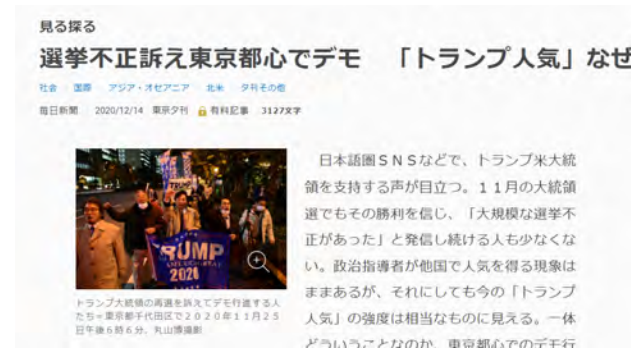 見る探る
選挙不正訴え東京都心でデモ 「トランプ人気」なぜ
社会 国際 アジア・オセアニア 北米 夕刊その他
毎日新聞 2020/12/14 東京夕刊 有料記事 3127文字
TRUMP
TRUMP
2020
トランプ大統領の再選を訴えてデモ行進する人
たち=東京都千代田区で2020年11月25
日午後6時6分、丸山博撮影
日本語圏SNSなどで、トランプ米大統
領を支持する声が目立つ。11月の大統領
選でもその勝利を信じ、「大規模な選挙不
正があった」と発信し続ける人も少なくな
い。政治指導者が他国で人気を得る現象は
ままあるが、それにしても今の「トランプ
人気」の強度は相当なものに見える。一体
どういうことなのか、東京都心でのデモ行